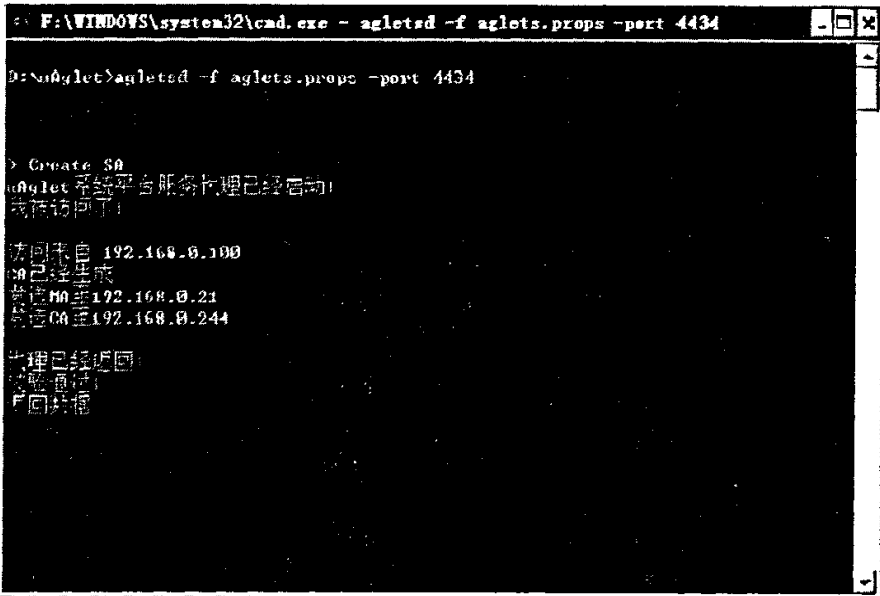 F:\WINDOWS\system32\cmd.exe - agletsd -f aglets.props -port 4434
D:\mAglet>agletsd -f aglets.props -port 4434
> Create SA
mAglet系统平台服务代理已经启动!
我被访问了!
访问来自 192.168.0.100
CA已经生成
发送MA至192.168.0.21
发送CA至192.168.0.244
代理已经返回!
校验通过!
返回数据